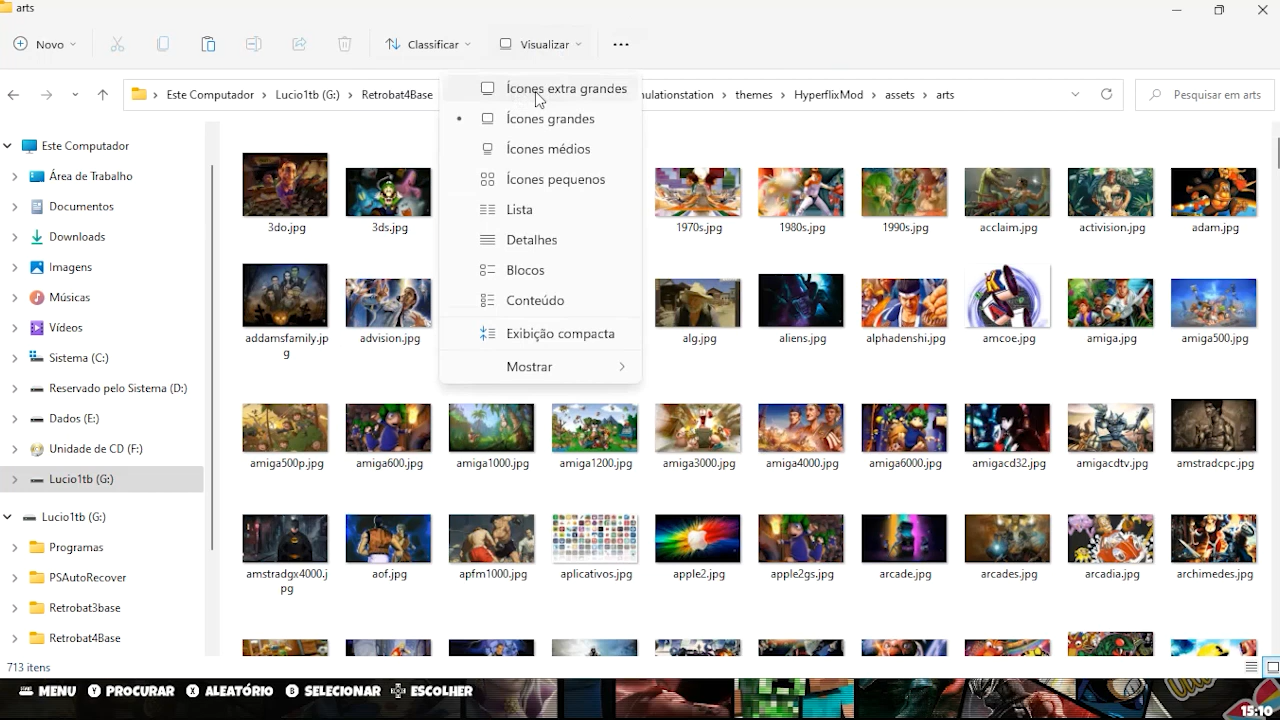 arts
Novo
Classificar
Visualizar
Este Computador
Lucio1tb (G:)
Retrobat4Base
ulationstation
themes
HyperflixMod
assets
arts
Pesquisar em arts
Ícones extra grandes
Ícones grandes
Ícones médios
Ícones pequenos
Lista
Detalhes
Blocos
Conteúdo
Exibição compacta
Mostrar
Este Computador
Área de Trabalho
Documentos
Downloads
Imagens
Músicas
Vídeos
Sistema (C:)
Reservado pelo Sistema (D:)
Dados (E:)
Unidade de CD (F:)
Lucio1tb (G:)
Lucio1tb (G:)
Programas
PSAutoRecover
Retrobat3base
Retrobat4Base
3do.jpg
3ds.jpg
1970s.jpg
1980s.jpg
1990s.jpg
acclaim.jpg
activision.jpg
adam.jpg
addamsfamily.jp
g
advision.jpg
alg.jpg
aliens.jpg
alphadenshi.jpg
amcoe.jpg
amiga.jpg
amiga500.jpg
amiga500p.jpg
amiga600.jpg
amiga1000.jpg
amiga1200.jpg
amiga3000.jpg
amiga4000.jpg
amiga6000.jpg
amigacd32.jpg
amigacdtv.jpg
amstradcpc.jpg
amstradgx4000.j
pg
aof.jpg
apfm1000.jpg
aplicativos.jpg
apple2.jpg
apple2gs.jpg
arcade.jpg
arcades.jpg
arcadia.jpg
archimedes.jpg
713 itens
MENU
Y PROCURAR
X ALEATÓRIO
B SELECIONAR
ESCOLHER
15:10